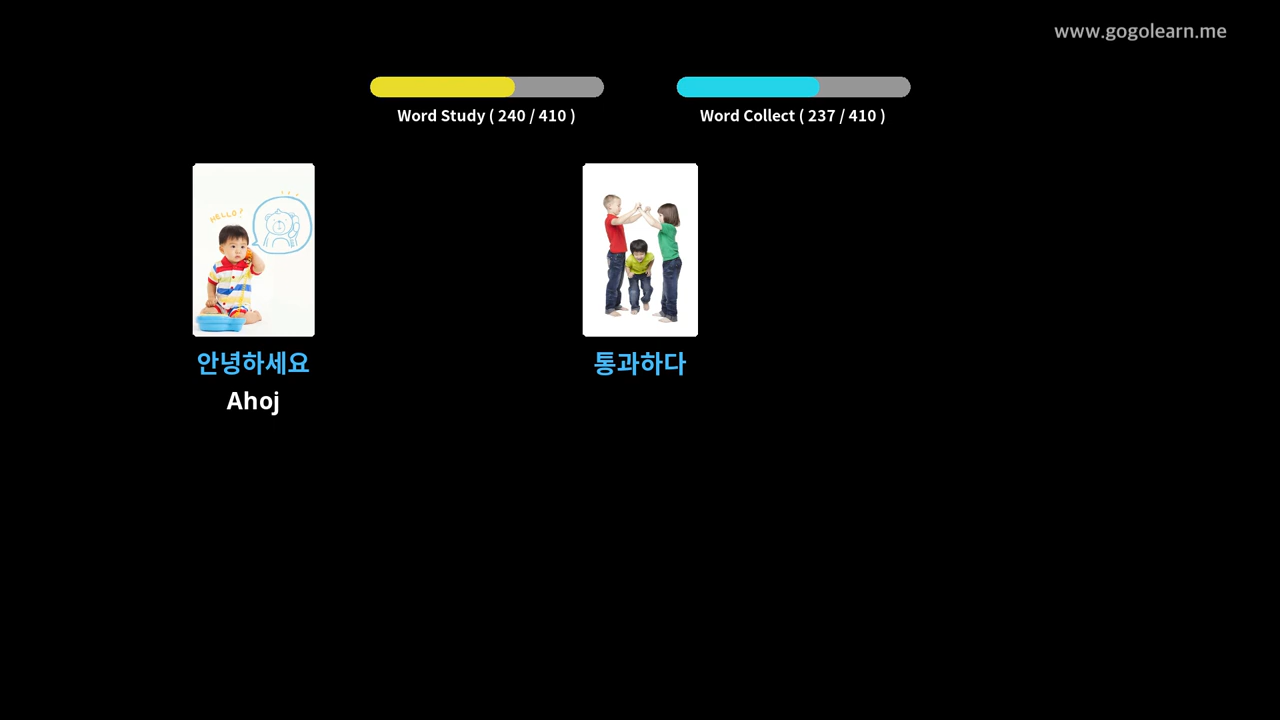 www.gogolearn.me
Word Study ( 240 / 410 )
Word Collect ( 237 / 410 )
HELLO?
안녕하세요
Ahoj
통과하다